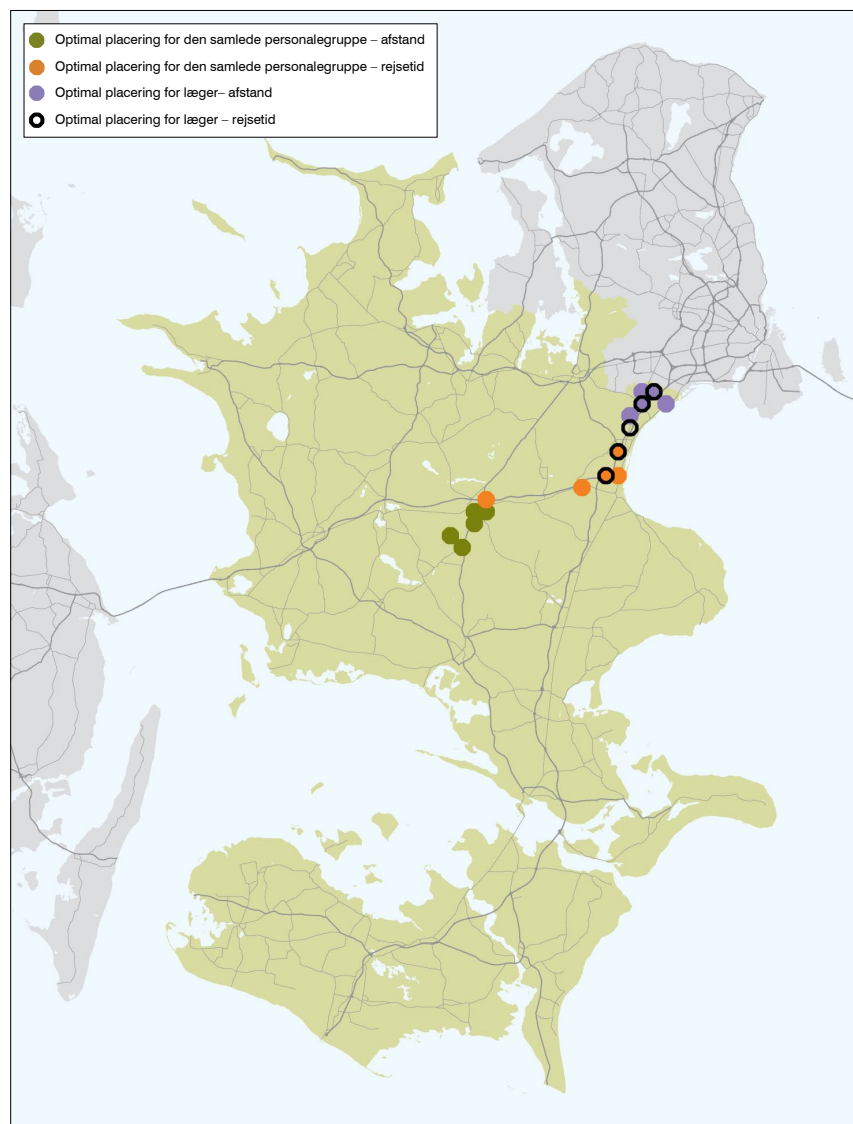 Optimal placering for den samlede personalegruppe – afstand
Optimal placering for den samlede personalegruppe – rejsetid
Optimal placering for læger– afstand
Optimal placering for læger – rejsetid